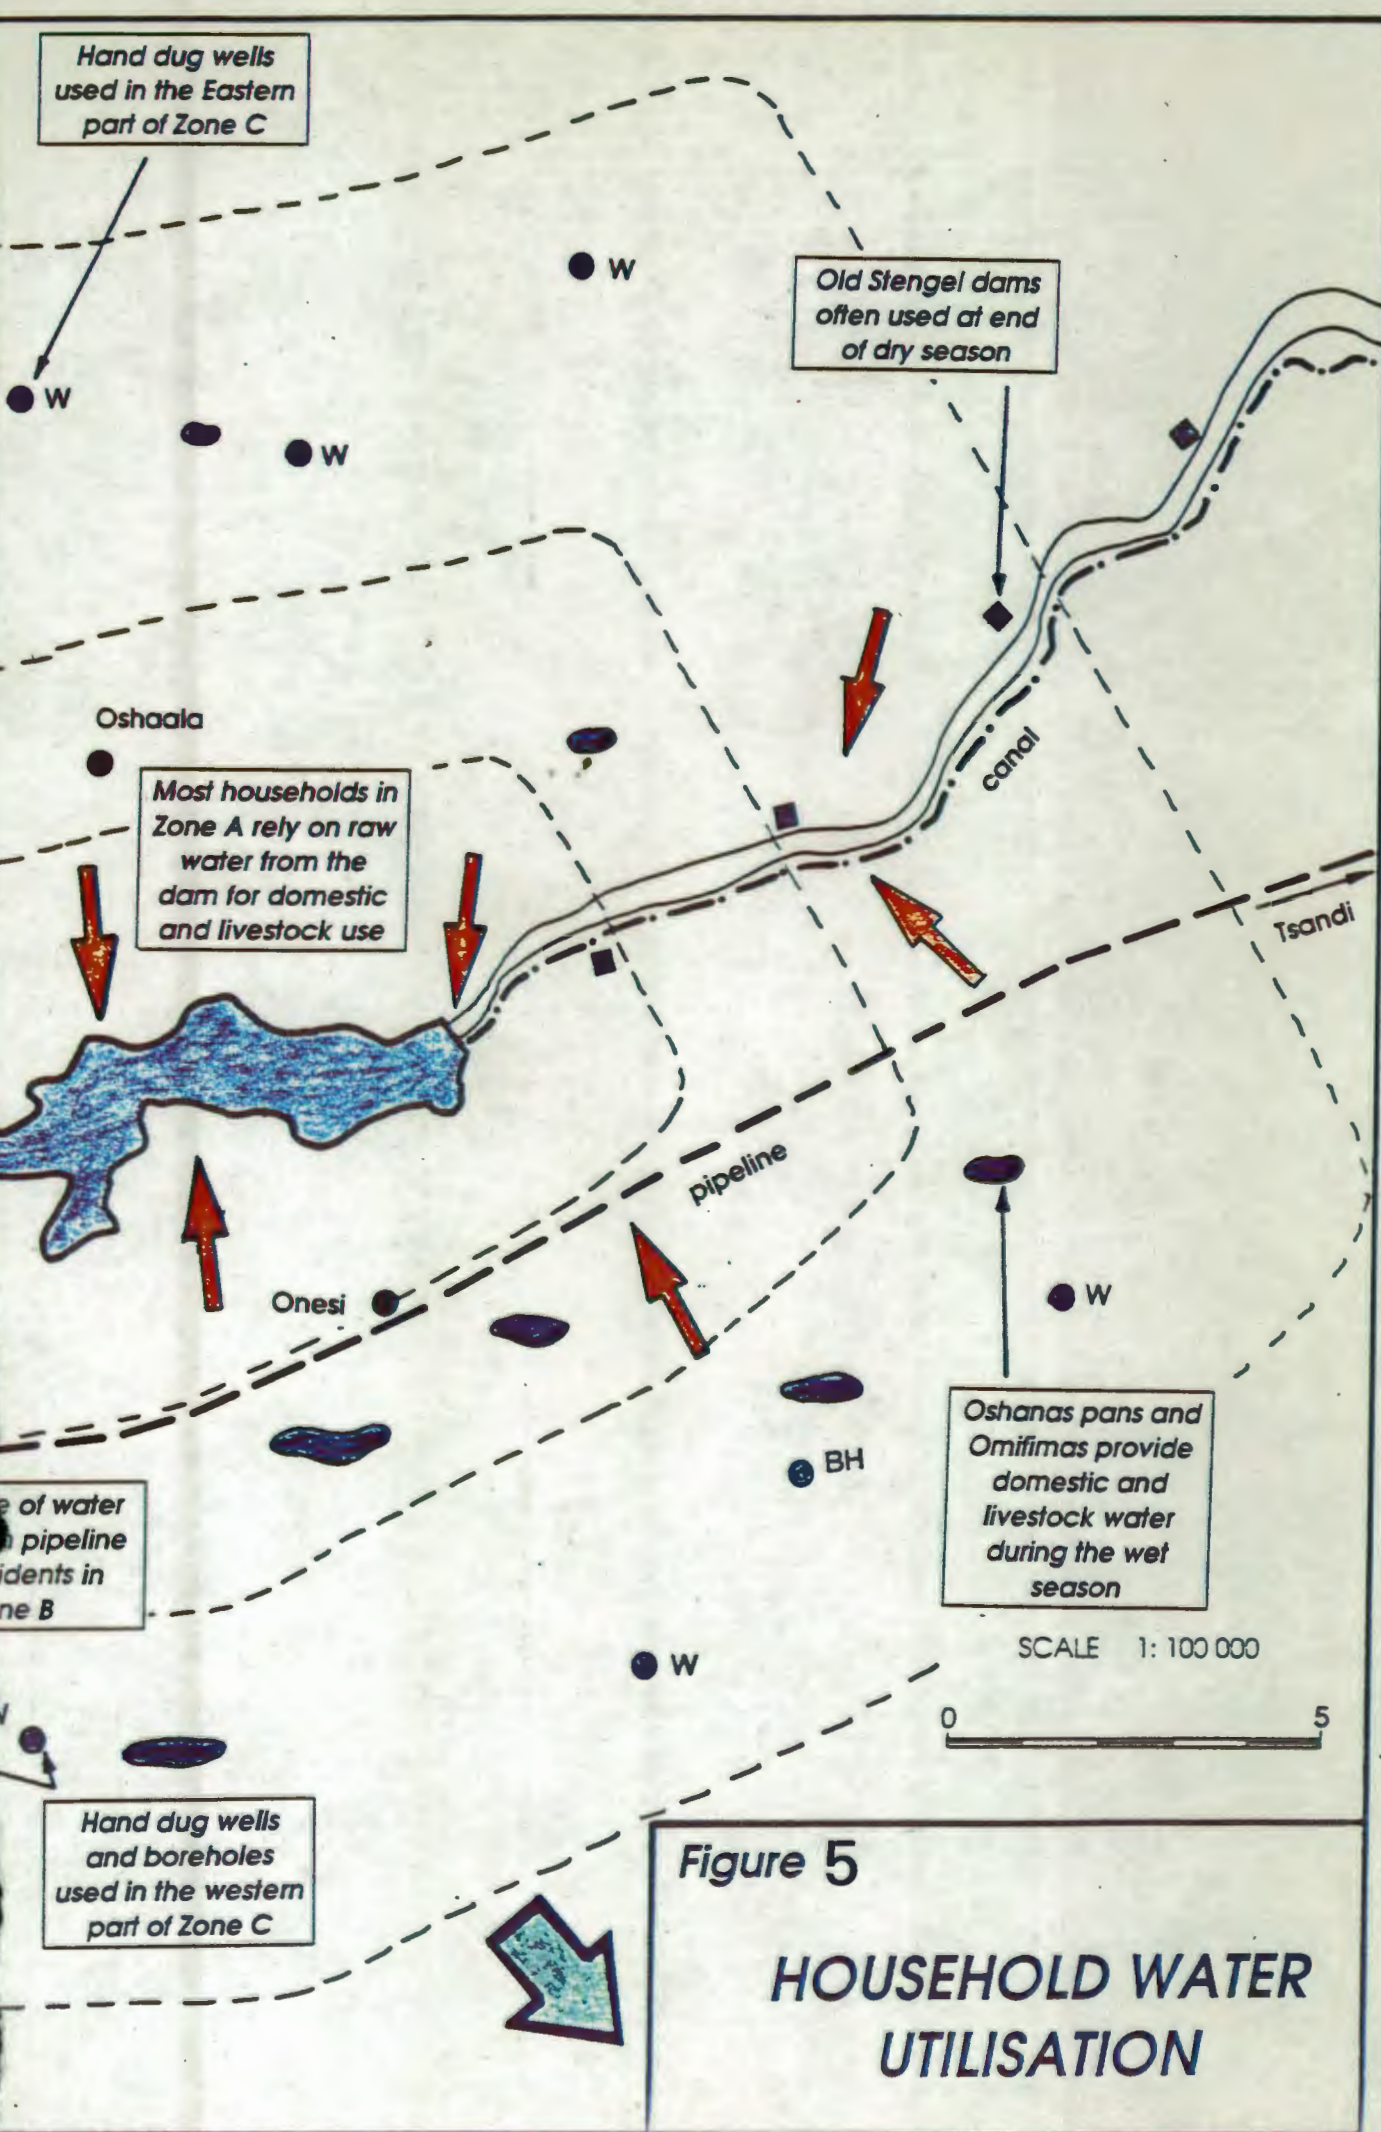 Hand dug wells
used in the Eastern
part of Zone C
W
Old Stengel dams
often used at end
of dry season
W
W
Oshaala
canal
Most households in
Zone A rely on raw
water from the
dam for domestic
and livestock use
Tsandi
pipeline
Onesi
W
BH
Oshanas pans and
Omifimas provide
domestic and
livestock water
during the wet
season
of water
pipeline
idents in
ne B
SCALE 1: 100 000
W
0 5
Hand dug wells
and boreholes
used in the western
part of Zone C
Figure 5
HOUSEHOLD WATER
UTILISATION